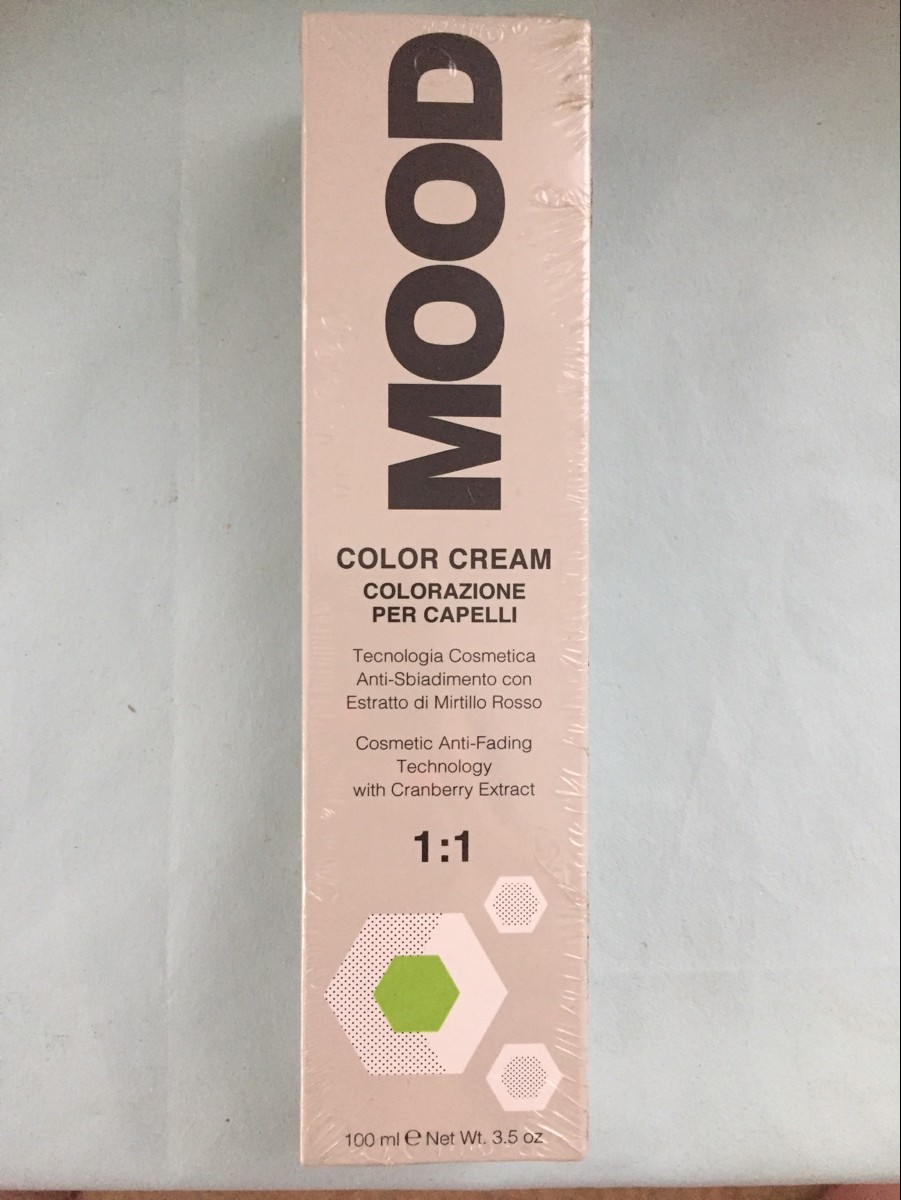 MOOD
COLOR CREAM
COLORAZIONE
PER CAPELLI
Tecnologia Cosmetica
Anti-Sbiadimento con
Estratto di Mirtillo Rosso
Cosmetic Anti-Fading
Technology
with Cranberry Extract
1:1
100 ml ℮ Net Wt. 3.5 oz